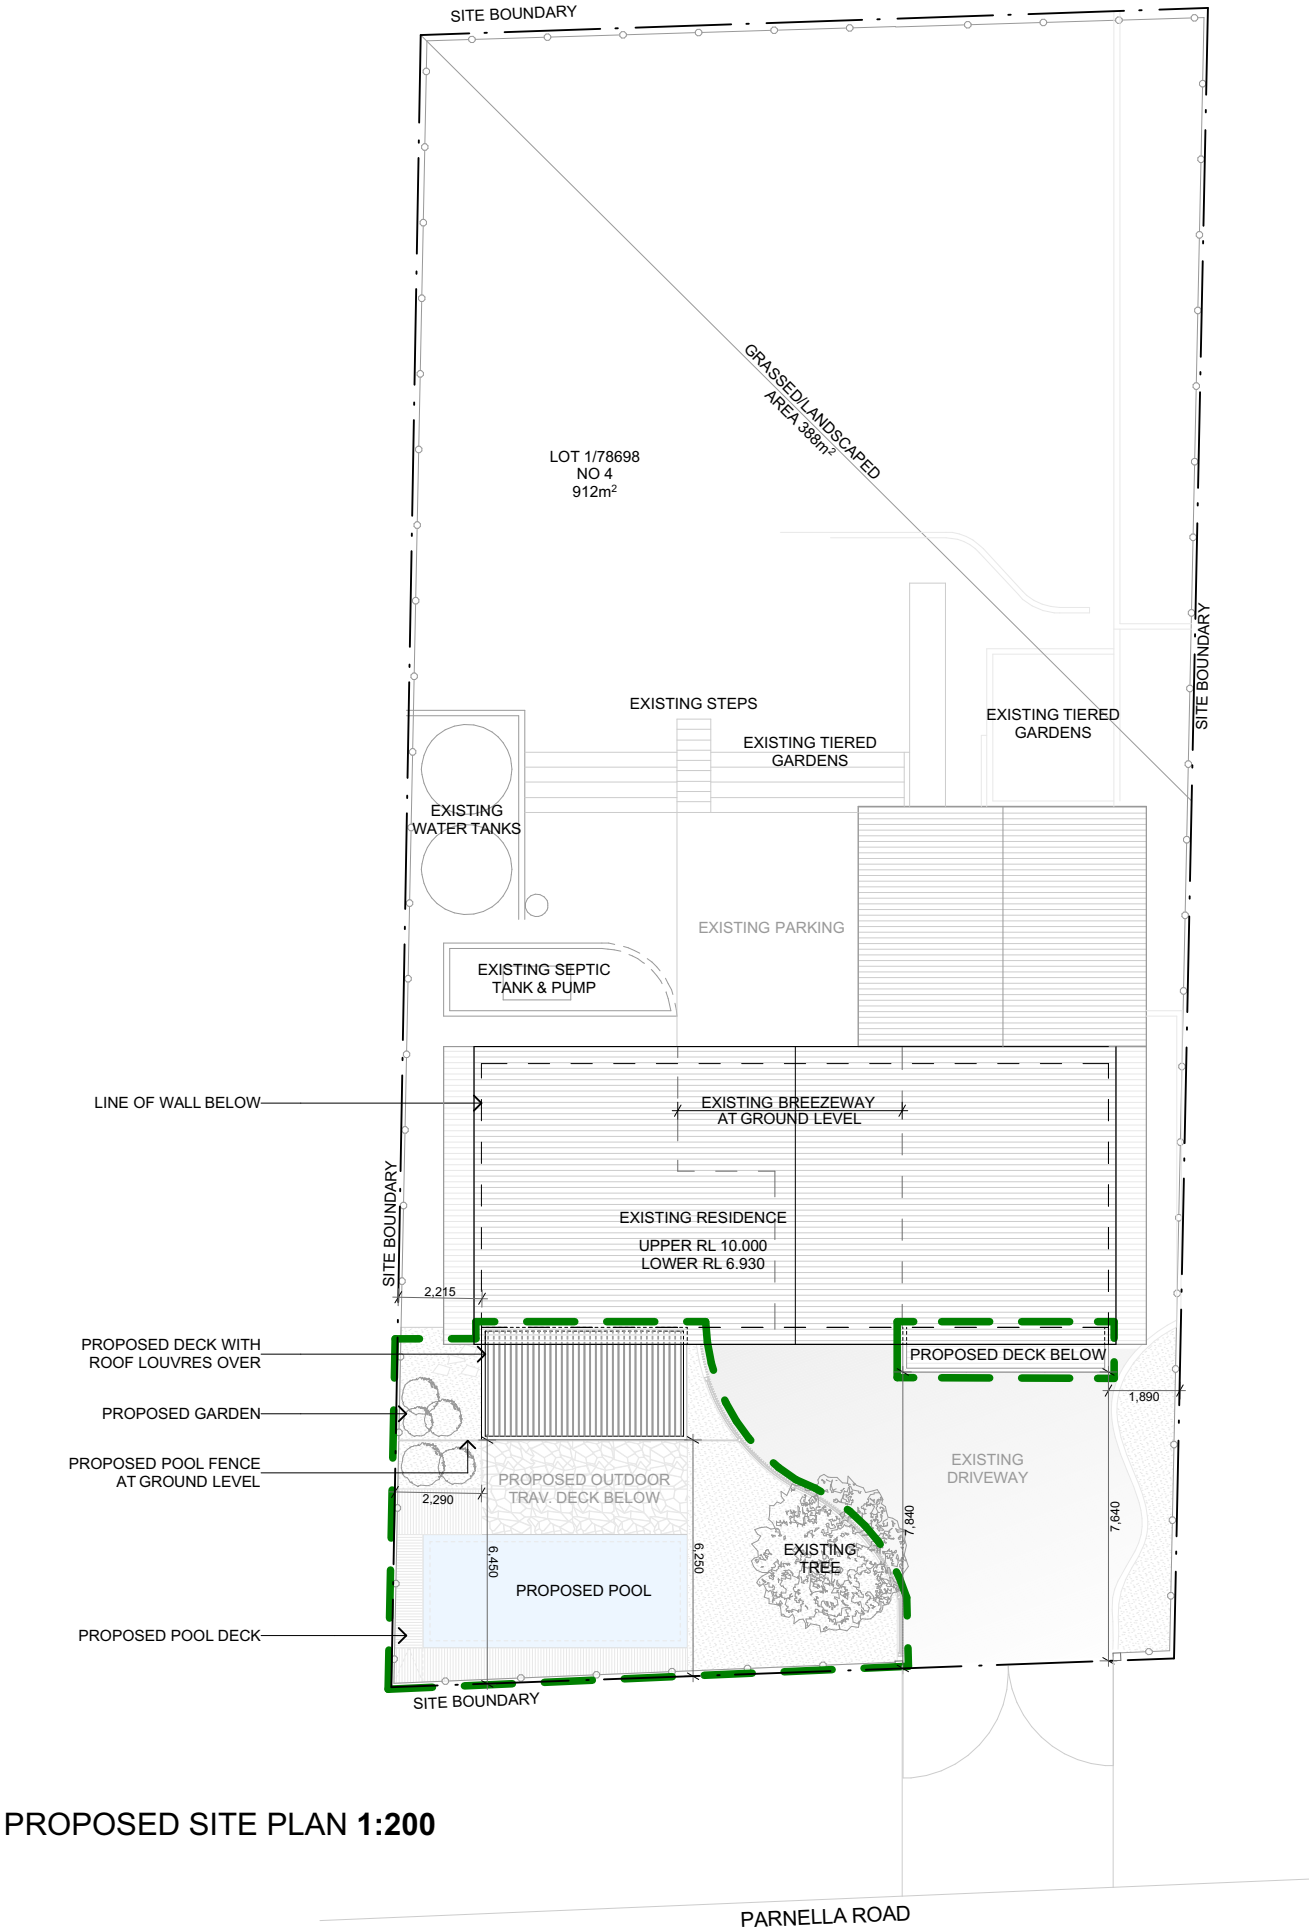 SITE BOUNDARY
GRASSED/LANDSCAPED
AREA 388m²
LOT 1/78698
NO 4
912m²
SITE BOUNDARY
EXISTING STEPS
EXISTING TIERED
GARDENS
EXISTING TIERED
GARDENS
EXISTING
WATER TANKS
EXISTING PARKING
EXISTING SEPTIC
TANK & PUMP
LINE OF WALL BELOW
EXISTING BREEZEWAY
AT GROUND LEVEL
SITE BOUNDARY
EXISTING RESIDENCE
UPPER RL 10.000
LOWER RL 6.930
2,215
PROPOSED DECK WITH
ROOF LOUVRES OVER
PROPOSED DECK BELOW
1,890
PROPOSED GARDEN
PROPOSED POOL FENCE
AT GROUND LEVEL
2,290
PROPOSED OUTDOOR
TRAV. DECK BELOW
EXISTING
DRIVEWAY
7,840
7,640
6,450
6,250
EXISTING
TREE
PROPOSED POOL
PROPOSED POOL DECK
SITE BOUNDARY
PROPOSED SITE PLAN 1:200
PARNELLA ROAD